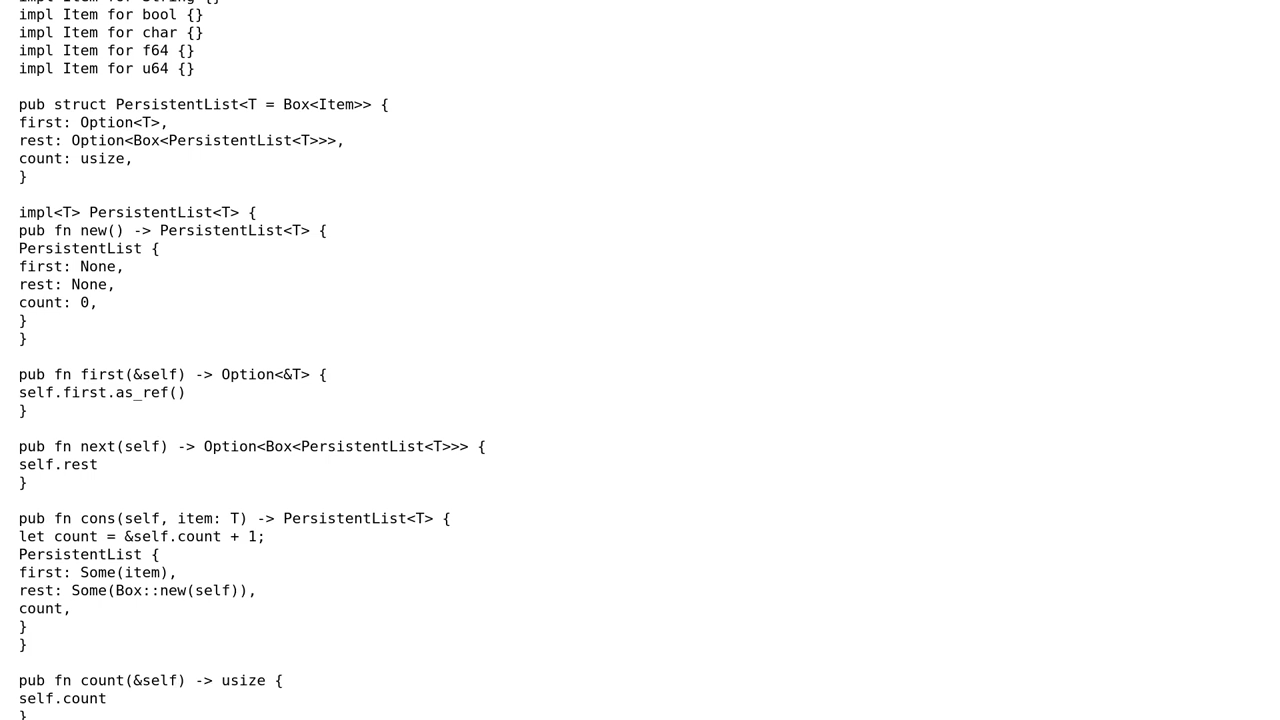 impl Item for String {}
impl Item for bool {}
impl Item for char {}
impl Item for f64 {}
impl Item for u64 {}

pub struct PersistentList<T = Box<Item>> {
first: Option<T>,
rest: Option<Box<PersistentList<T>>>,
count: usize,
}

impl<T> PersistentList<T> {
pub fn new() -> PersistentList<T> {
PersistentList {
first: None,
rest: None,
count: 0,
}
}

pub fn first(&self) -> Option<&T> {
self.first.as_ref()
}

pub fn next(self) -> Option<Box<PersistentList<T>>> {
self.rest
}

pub fn cons(self, item: T) -> PersistentList<T> {
let count = &self.count + 1;
PersistentList {
first: Some(item),
rest: Some(Box::new(self)),
count,
}
}

pub fn count(&self) -> usize {
self.count
}